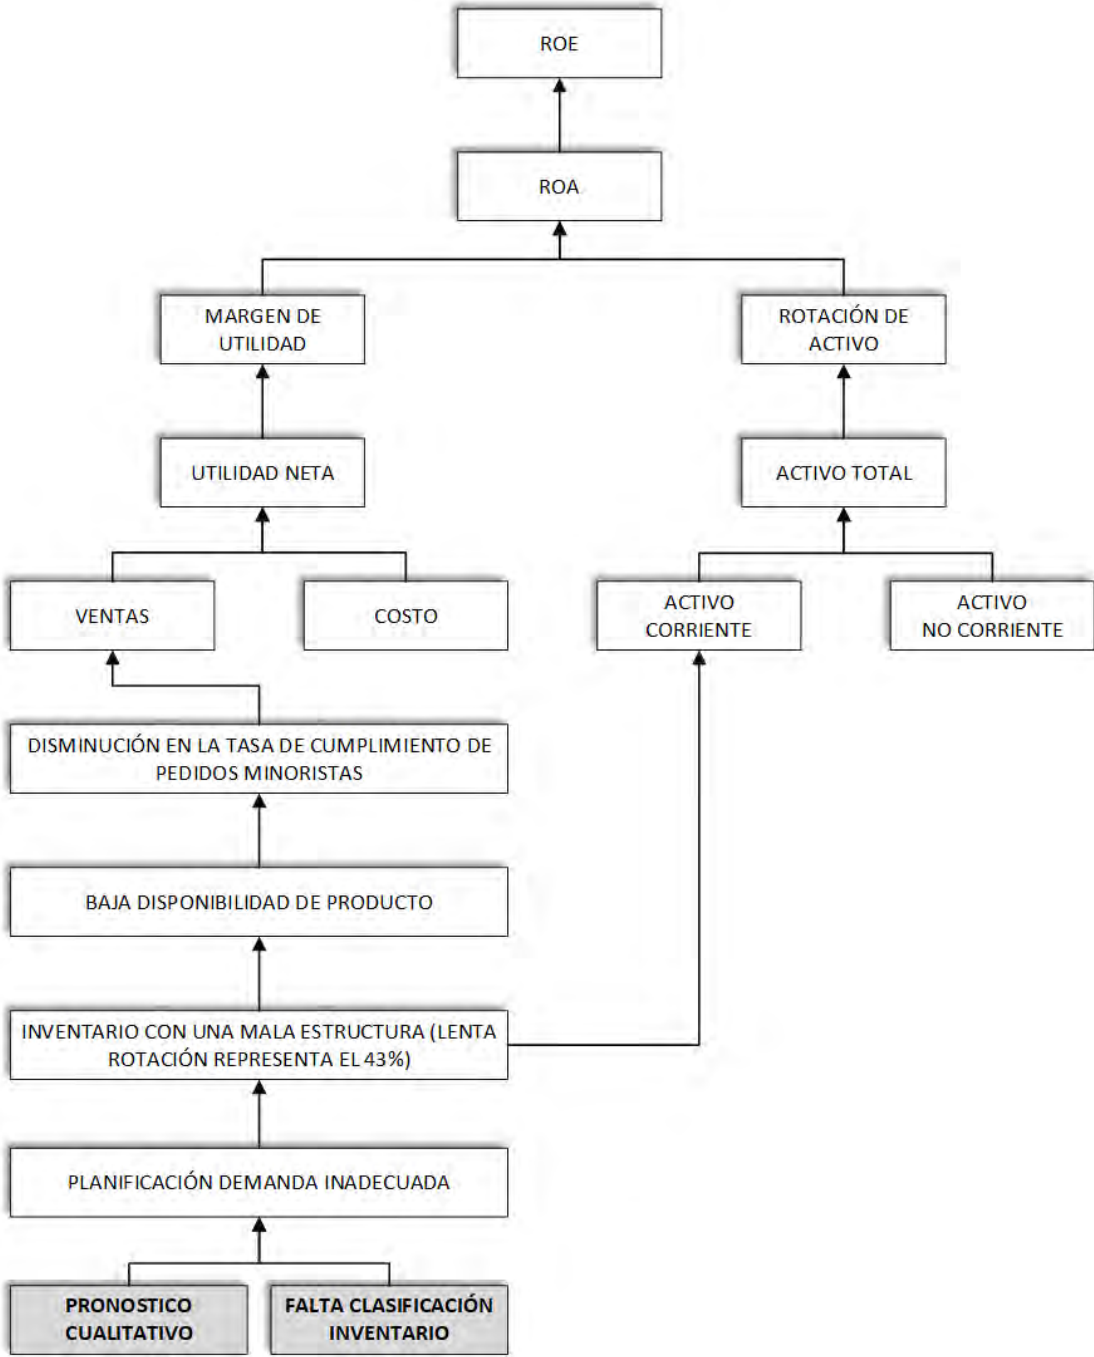 ROE
ROA
MARGEN DE
UTILIDAD
ROTACIÓN DE
ACTIVO
UTILIDAD NETA
ACTIVO TOTAL
VENTAS
COSTO
ACTIVO
CORRIENTE
ACTIVO
NO CORRIENTE
DISMINUCIÓN EN LA TASA DE CUMPLIMIENTO DE
PEDIDOS MINORISTAS
BAJA DISPONIBILIDAD DE PRODUCTO
INVENTARIO CON UNA MALA ESTRUCTURA (LENTA
ROTACIÓN REPRESENTA EL 43%)
PLANIFICACIÓN DEMANDA INADECUADA
PRONOSTICO
CUALITATIVO
FALTA CLASIFICACIÓN
INVENTARIO